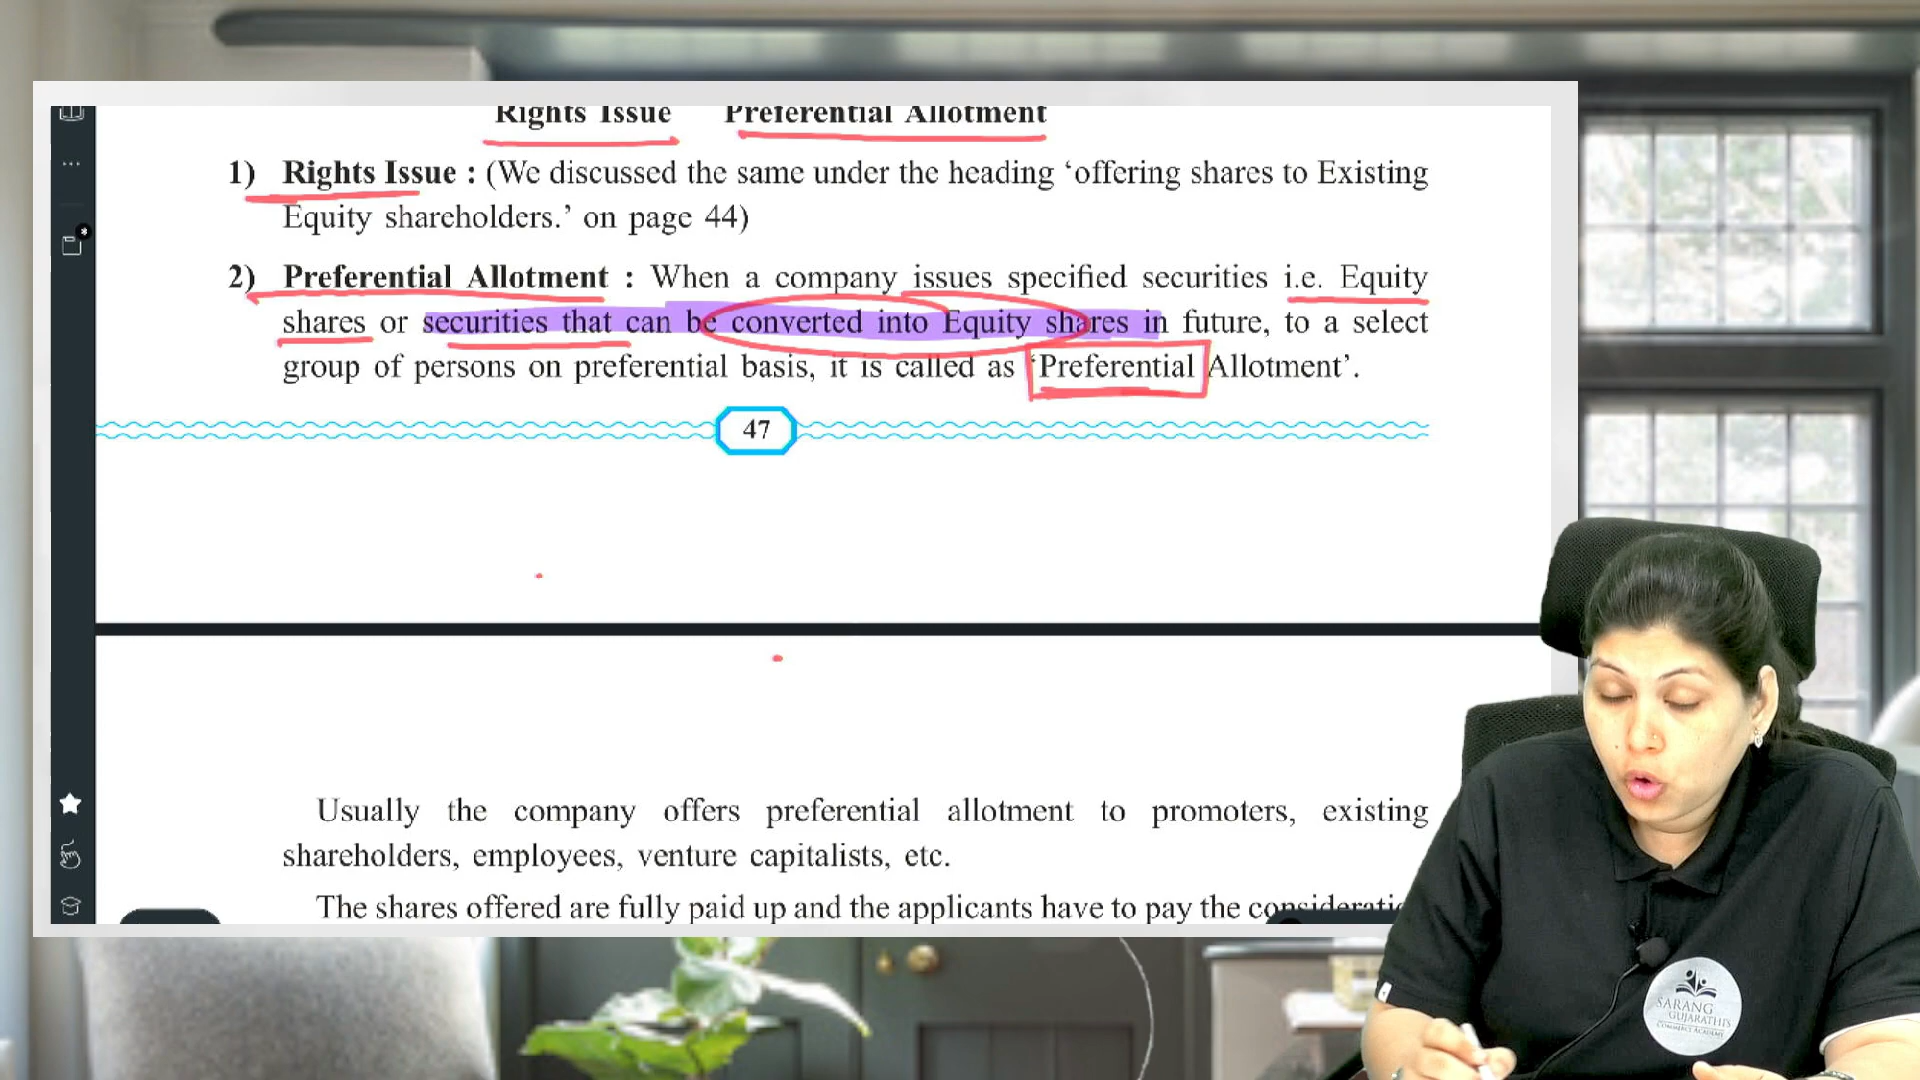 Rights Issue Preferential Allotment
1) Rights Issue : (We discussed the same under the heading ‘offering shares to Existing
Equity shareholders.’ on page 44)
2) Preferential Allotment : When a company issues specified securities i.e. Equity
shares or securities that can be converted into Equity shares in future, to a select
group of persons on preferential basis, it is called as ‘Preferential Allotment’.
47
Usually the company offers preferential allotment to promoters, existing
shareholders, employees, venture capitalists, etc.
The shares offered are fully paid up and the applicants have to pay the
SARANG
GUJARATHI'S
COMMERCE ACADEMY